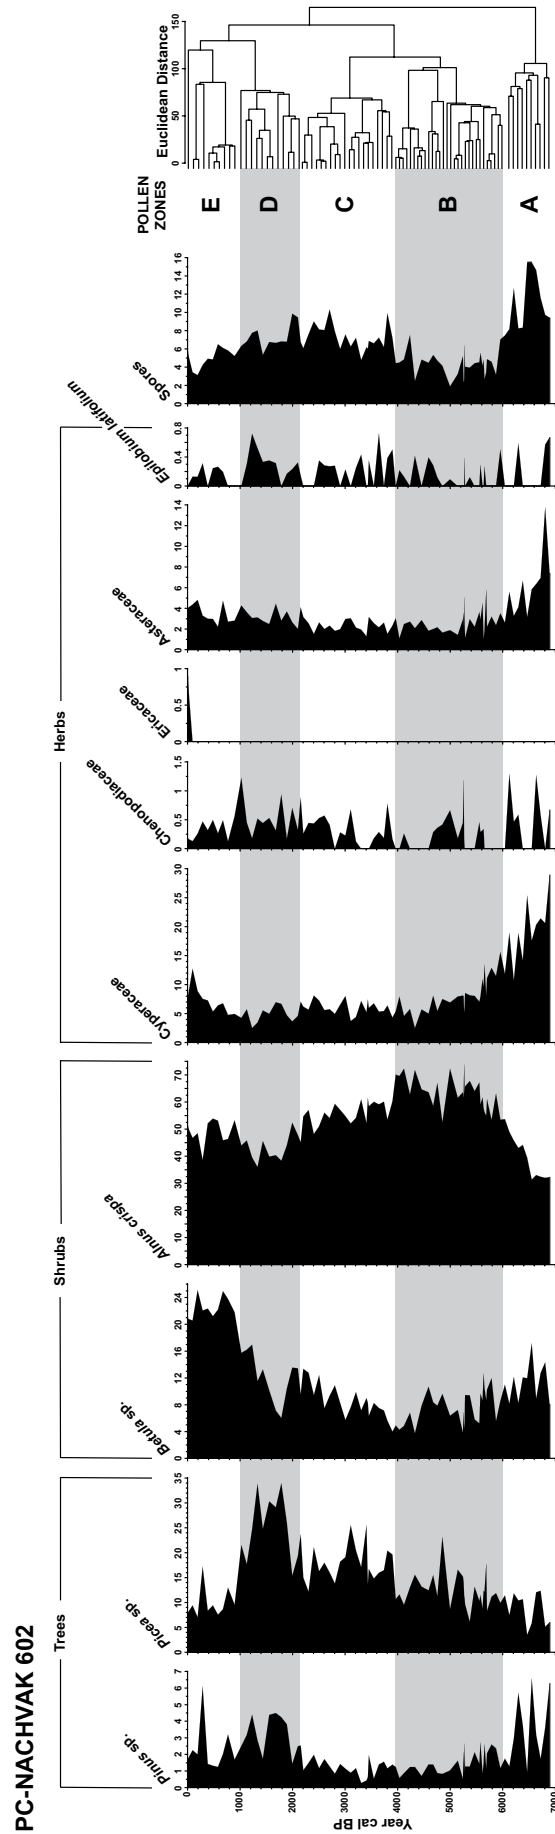 PC-NACHVAK 602
Trees
Shrubs
Herbs
Pinus sp.
Picea sp.
Betula sp.
Alnus crispa
Cyperaceae
Chenopodiaceae
Ericaceae
Asteraceae
Epilobium latifolium
Spores
POLLEN
ZONES
Euclidean Distance
0 1 2 3 4 5 6 7
0 5 10 15 20 25 30 35
0 4 8 12 16 20 24
0 10 20 30 40 50 60 70
0 5 10 15 20 25 30
0 0.5 1 1.5
0 0.5 1
0 2 4 6 8 10 12 14
0 0.2 0.4 0.6 0.8
0 2 4 6 8 10 12 14 16
0 50 100 150
Year cal BP
0
1000
2000
3000
4000
5000
6000
7000
E
D
C
B
A